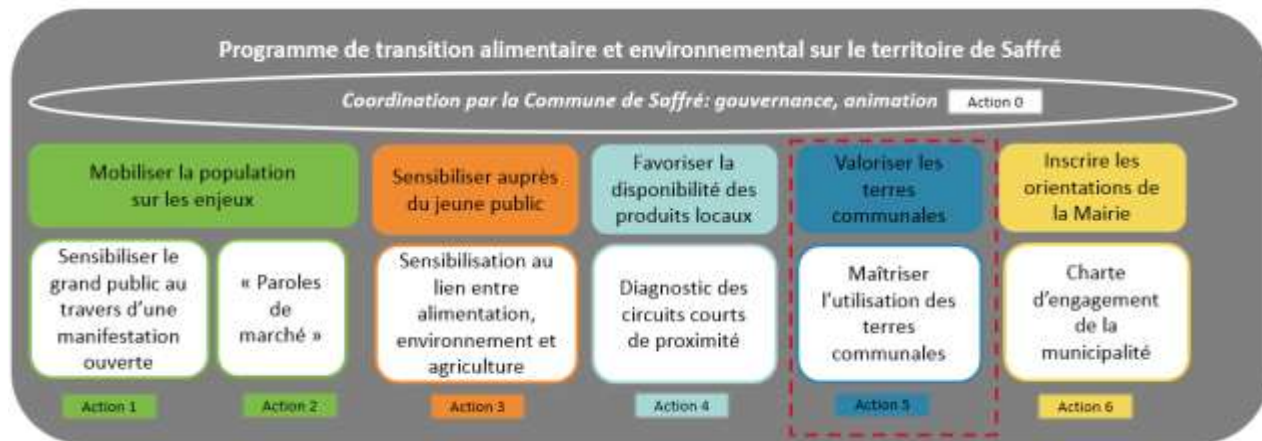 Programme de transition alimentaire et environnemental sur le territoire de Saffré
Coordination par la Commune de Saffré: gouvernance, animation
Action 0
Mobiliser la population
sur les enjeux
Sensibiliser auprès
du jeune public
Favoriser la
disponibilité des
produits locaux
Valoriser les
terres
communales
Inscrire les
orientations de
la Mairie
Sensibiliser le
grand public au
travers d'une
manifestation
ouverte
« Paroles
de
marché »
Sensibilisation au
lien entre
alimentation,
environnement et
agriculture
Diagnostic des
circuits courts
de proximité
Maîtriser
l'utilisation des
terres
communales
Charte
d'engagement
de la
municipalité
Action 1
Action 2
Action 3
Action 4
Action 5
Action 6